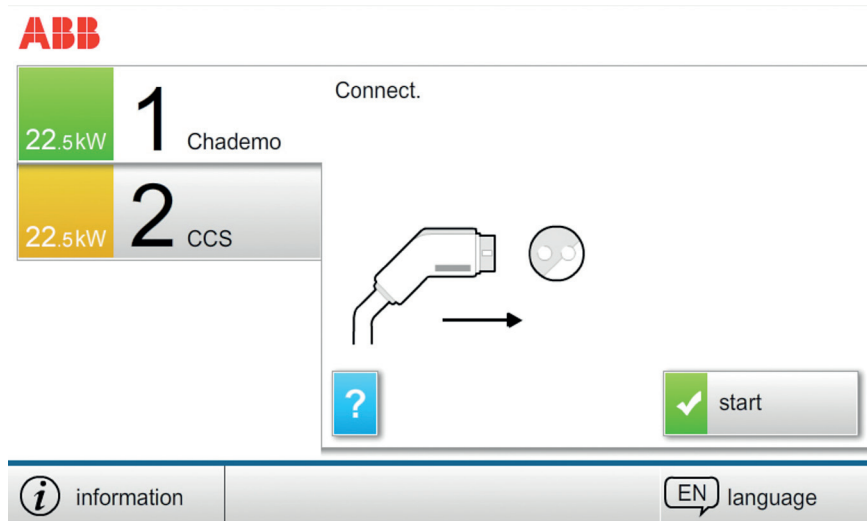 ABB
1 Chademo
22.5kW
2 CCS
22.5kW
Connect.
?
start
i information
EN language